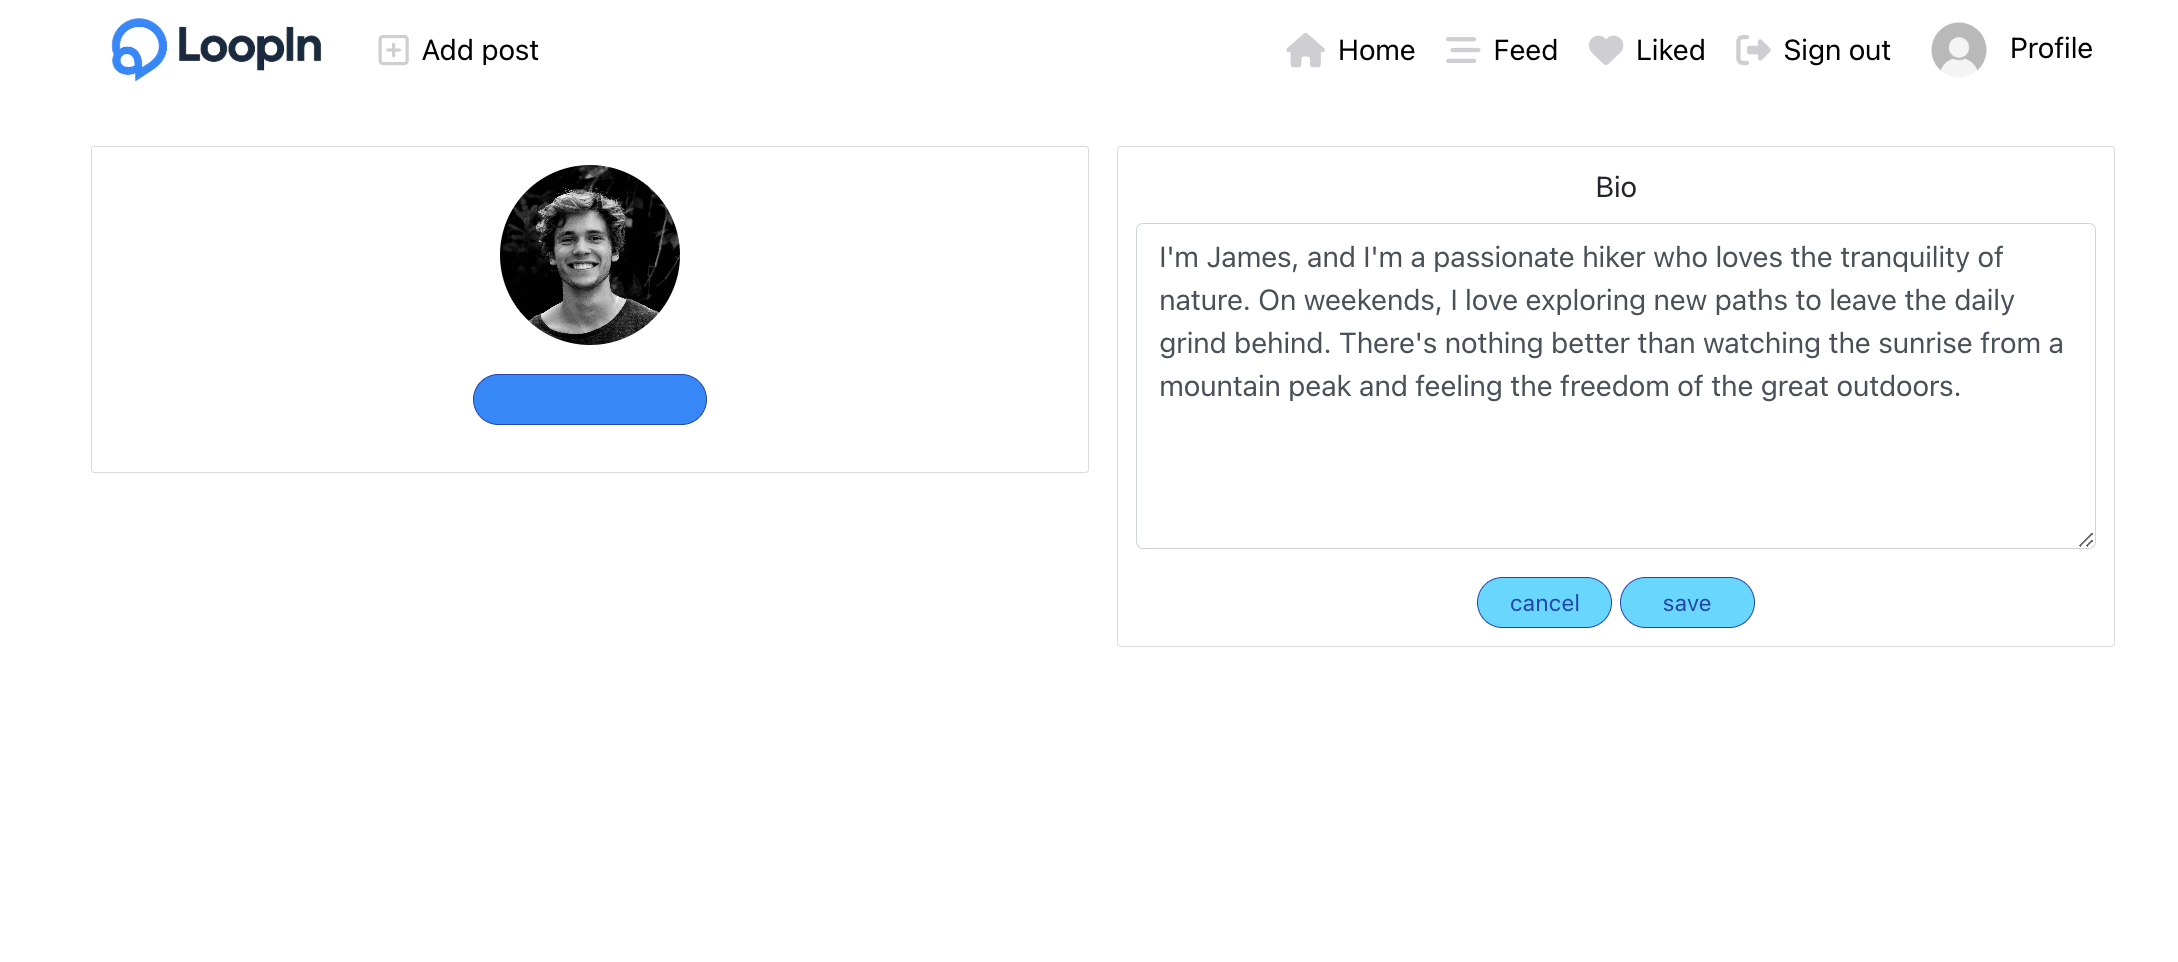 LoopIn
Add post
Home
Feed
Liked
Sign out
Profile
Bio
I'm James, and I'm a passionate hiker who loves the tranquility of
nature. On weekends, I love exploring new paths to leave the daily
grind behind. There's nothing better than watching the sunrise from a
mountain peak and feeling the freedom of the great outdoors.
cancel
save